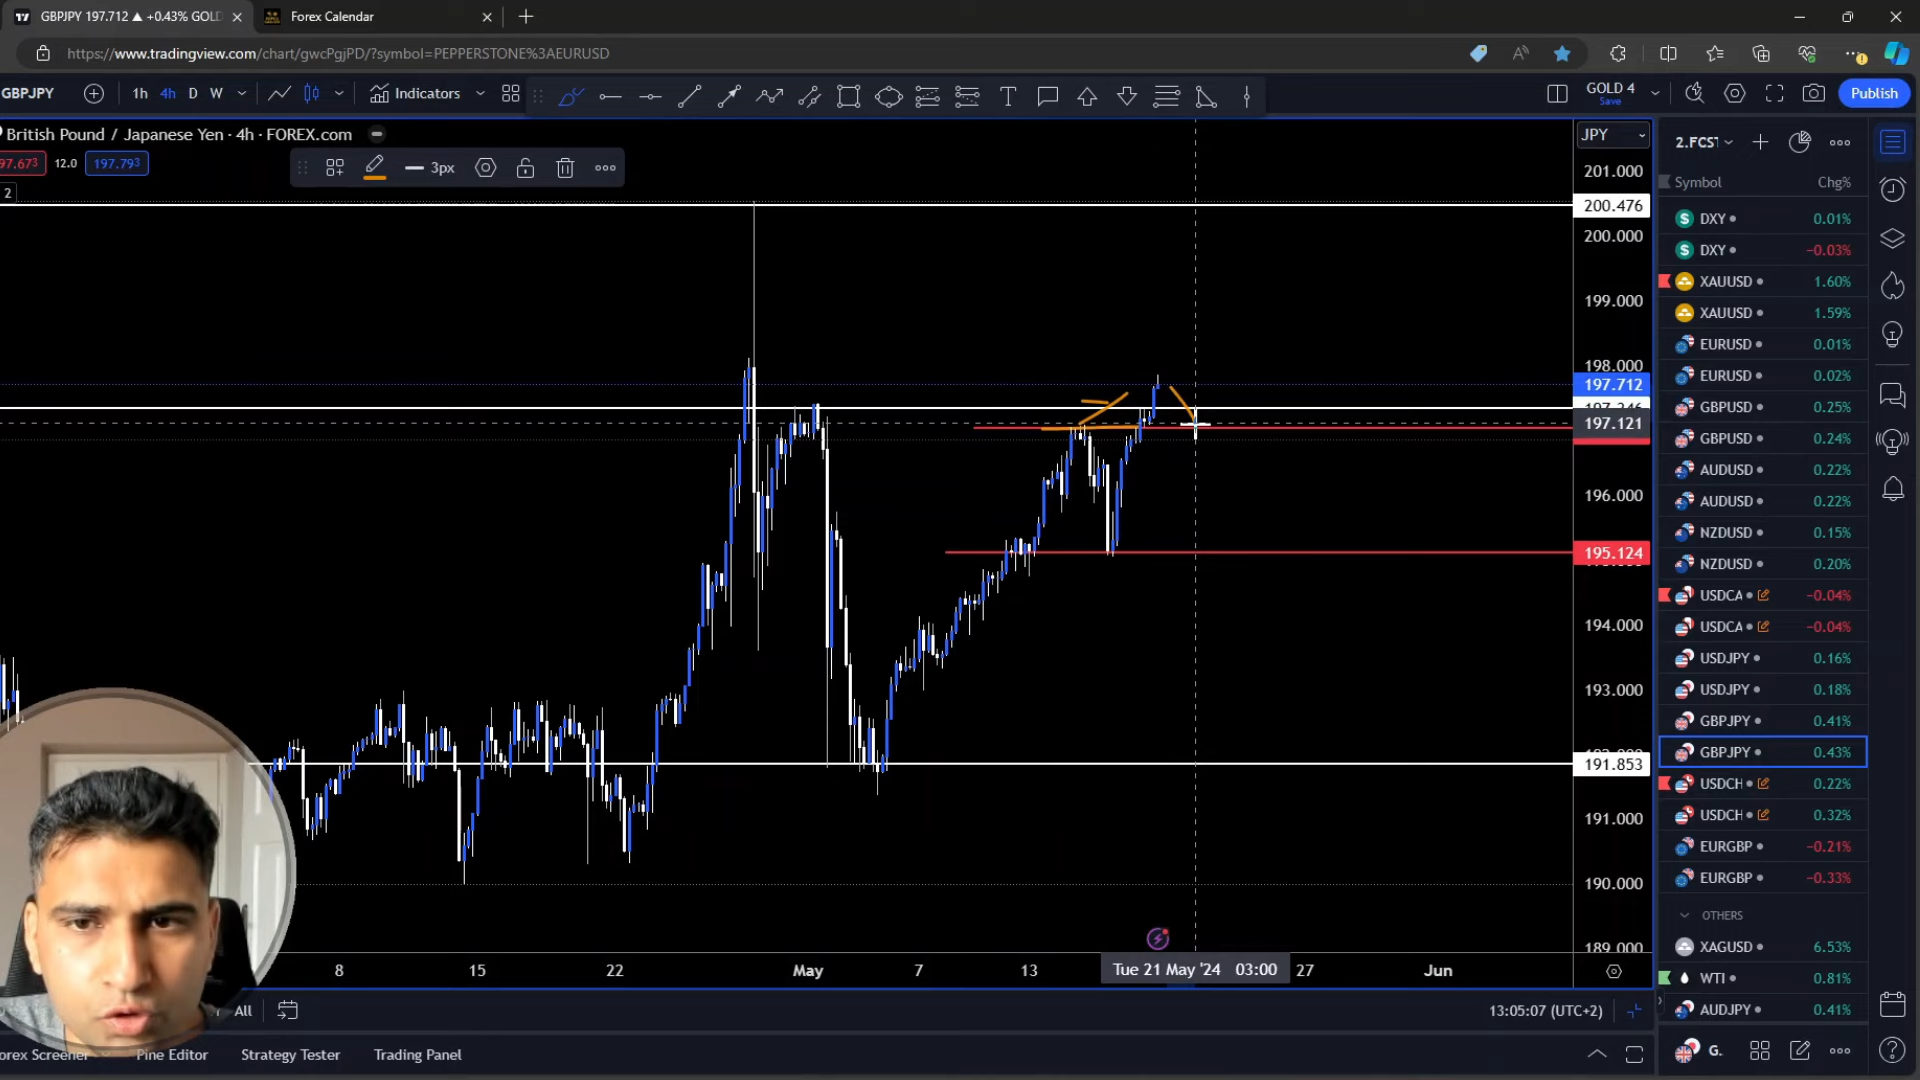 GBPJPY 197.712 ▲ +0.43% GOLD
Forex Calendar
https://www.tradingview.com/chart/gwcPgjPD/?symbol=PEPPERSTONE%3AEURUSD
GBPJPY
1h 4h D W
Indicators
GOLD 4
Save
Publish
British Pound / Japanese Yen · 4h · FOREX.com
97.673 12.0 197.793
3px
2
JPY
201.000
200.476
200.000
199.000
198.000
197.712
197.121
196.000
195.124
194.000
193.000
191.853
191.000
190.000
189.000
8 15 22 May 7 13 Tue 21 May '24 03:00 27 Jun
All
13:05:07 (UTC+2)
Pine Editor Strategy Tester Trading Panel
Symbol Chg%
DXY 0.01%
DXY −0.03%
XAUUSD 1.60%
XAUUSD 1.59%
EURUSD 0.01%
EURUSD 0.02%
GBPUSD 0.25%
GBPUSD 0.24%
AUDUSD 0.22%
AUDUSD 0.22%
NZDUSD 0.15%
NZDUSD 0.20%
USDCA −0.04%
USDCA −0.04%
USDJPY 0.16%
USDJPY 0.18%
GBPJPY 0.41%
GBPJPY 0.43%
USDCH 0.22%
USDCH 0.32%
EURGBP −0.21%
EURGBP −0.33%
OTHERS
XAGUSD 6.53%
WTI 0.81%
AUDJPY 0.41%
G.